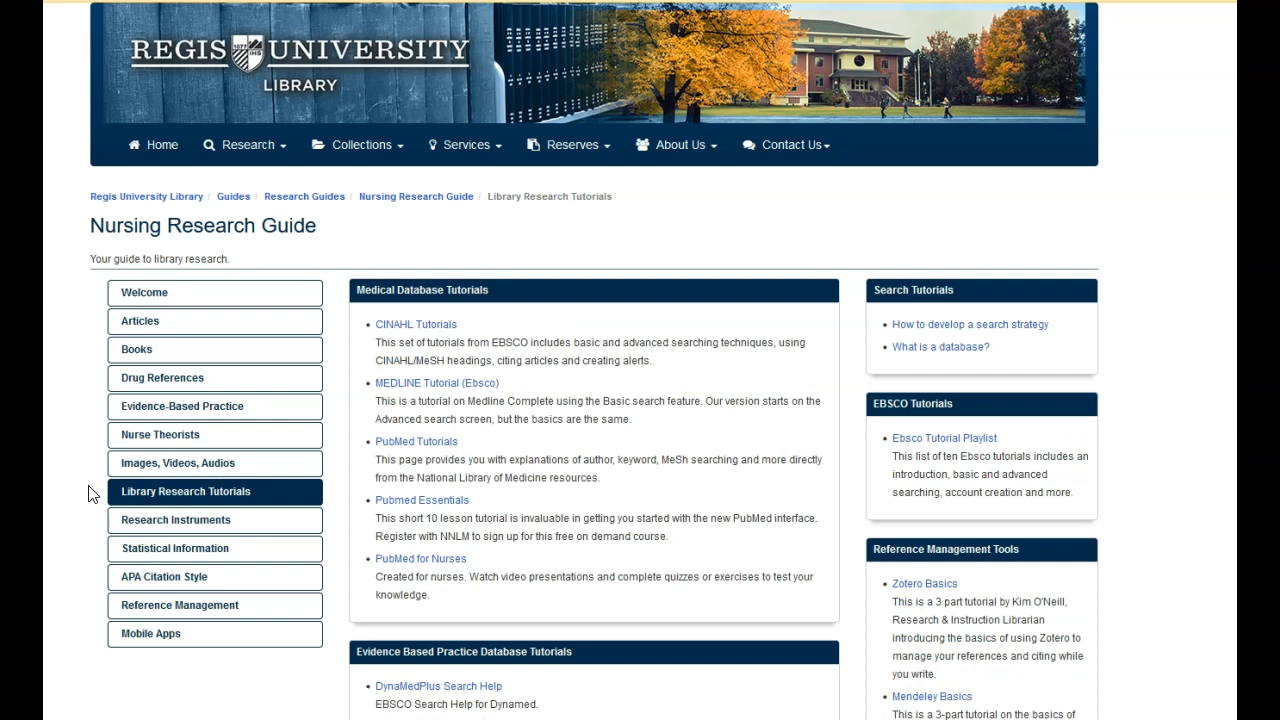 REGIS UNIVERSITY
LIBRARY
Home Research Collections Services Reserves About Us Contact Us
Regis University Library / Guides / Research Guides / Nursing Research Guide / Library Research Tutorials
Nursing Research Guide
Your guide to library research.
Welcome
Articles
Books
Drug References
Evidence-Based Practice
Nurse Theorists
Images, Videos, Audios
Library Research Tutorials
Research Instruments
Statistical Information
APA Citation Style
Reference Management
Mobile Apps
Medical Database Tutorials
• CINAHL Tutorials
This set of tutorials from EBSCO includes basic and advanced searching techniques, using
CINAHL/MeSH headings, citing articles and creating alerts.
• MEDLINE Tutorial (Ebsco)
This is a tutorial on Medline Complete using the Basic search feature. Our version starts on the
Advanced search screen, but the basics are the same.
• PubMed Tutorials
This page provides you with explanations of author, keyword, MeSh searching and more directly
from the National Library of Medicine resources.
• Pubmed Essentials
This short 10 lesson tutorial is invaluable in getting you started with the new PubMed interface.
Register with NNLM to sign up for this free on demand course.
• PubMed for Nurses
Created for nurses. Watch video presentations and complete quizzes or exercises to test your
knowledge.
Evidence Based Practice Database Tutorials
• DynaMedPlus Search Help
EBSCO Search Help for Dynamed.
Search Tutorials
• How to develop a search strategy
• What is a database?
EBSCO Tutorials
• Ebsco Tutorial Playlist
This list of ten Ebsco tutorials includes an
introduction, basic and advanced
searching, account creation and more.
Reference Management Tools
• Zotero Basics
This is a 3 part tutorial by Kim O'Neill,
Research & Instruction Librarian
introducing the basics of using Zotero to
manage your references and citing while
you write.
• Mendeley Basics
This is a 3-part tutorial on the basics of